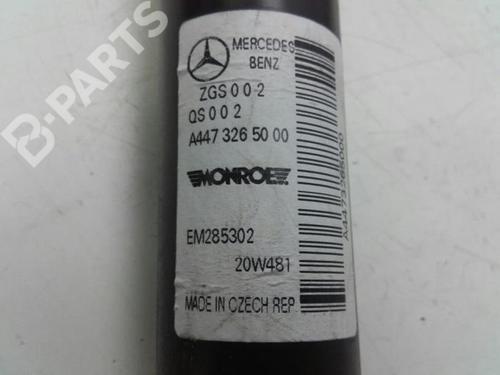 MERCEDES
BENZ
ZGS 0 0 2
QS 0 0 2
A447 326 50 00
MONROE
EM285302
20W481
MADE IN CZECH REP.
A4473265000
B-PARTS